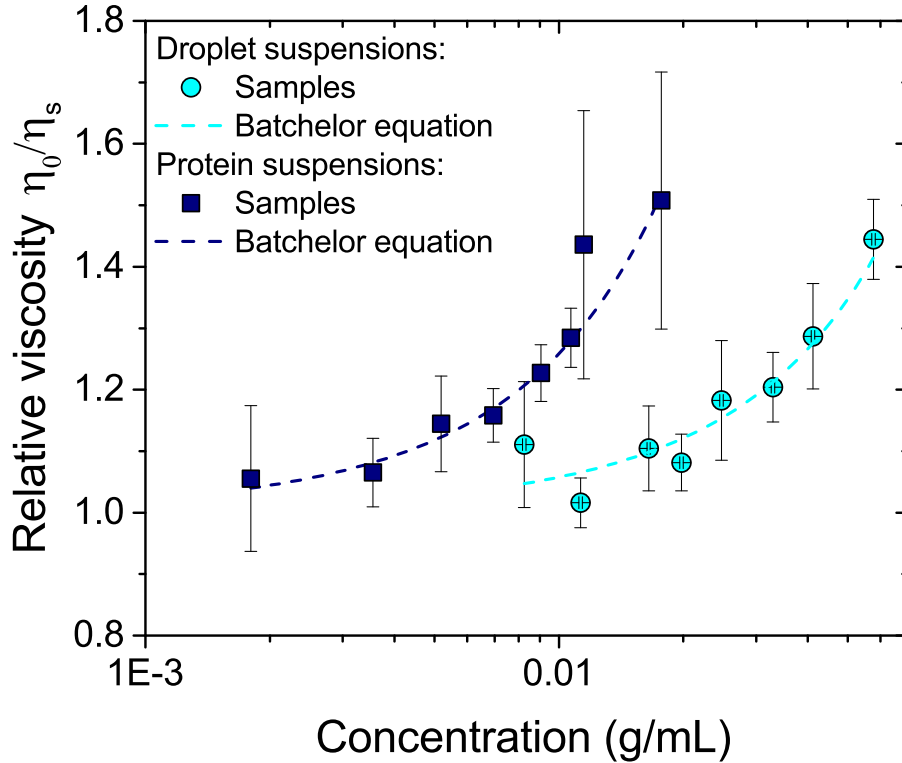 1.8
1.6
1.4
1.2
1.0
0.8
Relative viscosity η₀/ηₛ
Droplet suspensions:
Samples
Batchelor equation
Protein suspensions:
Samples
Batchelor equation
1E-3
0.01
Concentration (g/mL)